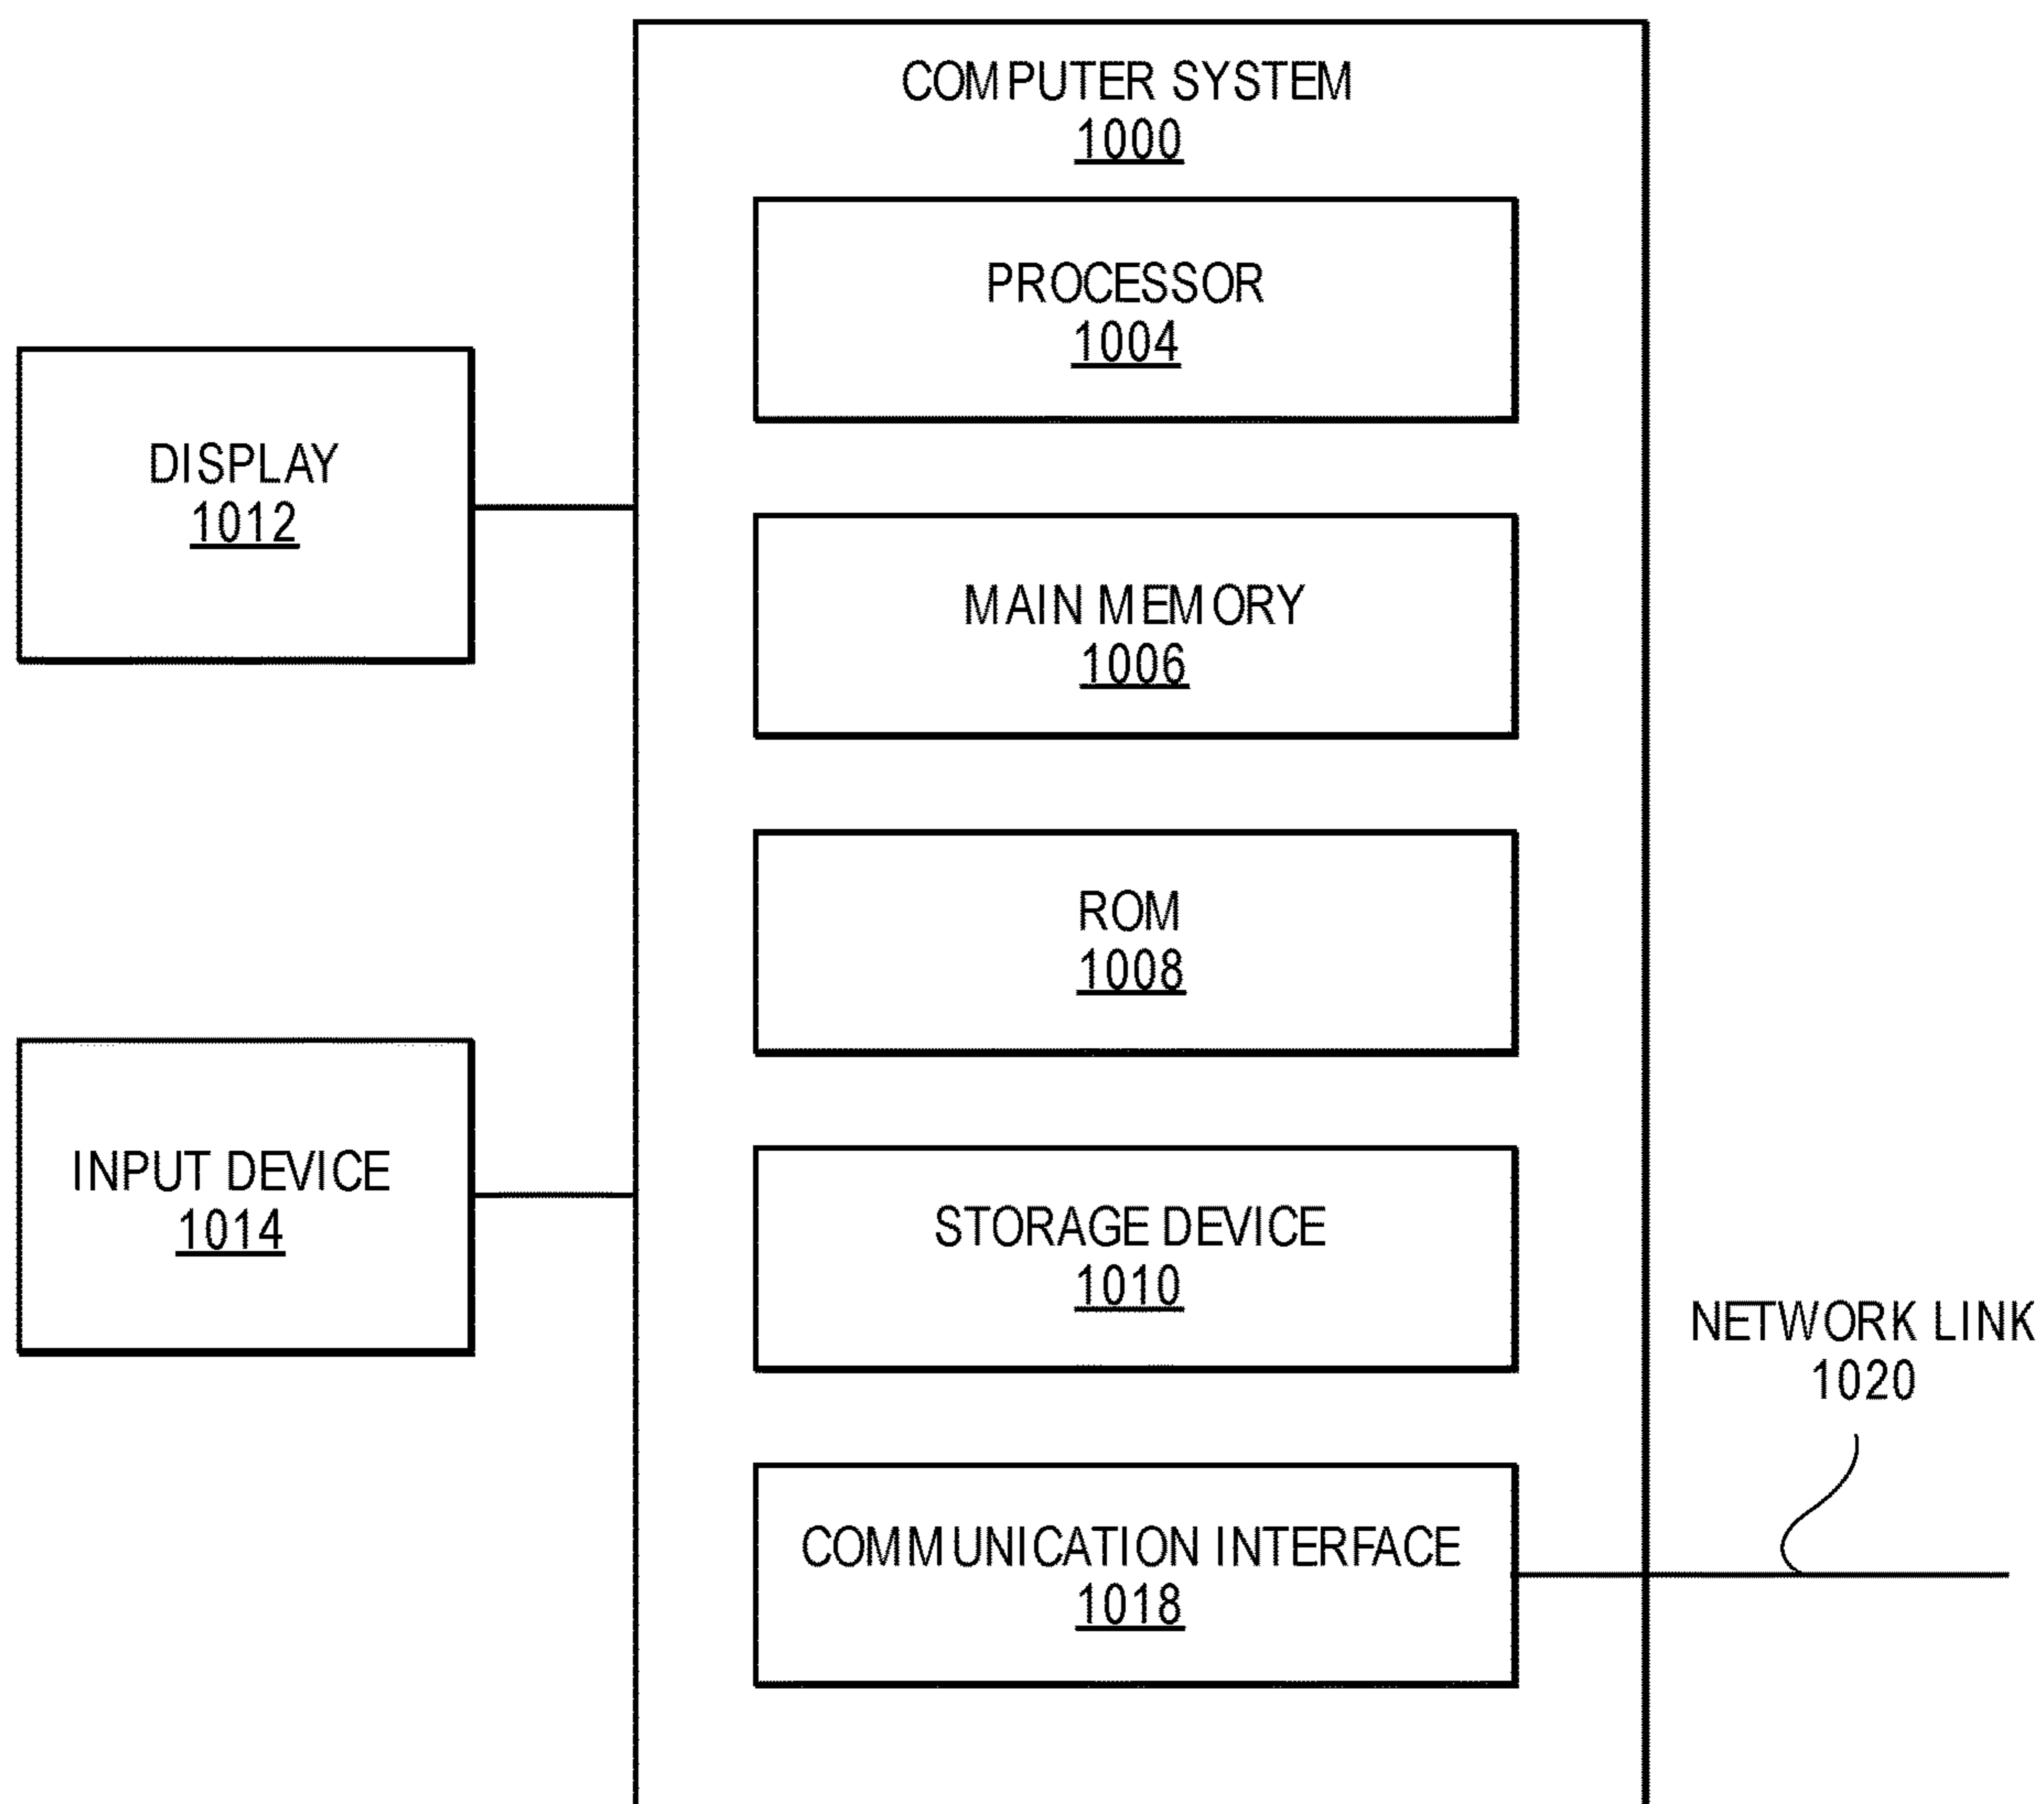 COMPUTER SYSTEM
1000
PROCESSOR
1004
DISPLAY
1012
MAIN MEMORY
1006
ROM
1008
INPUT DEVICE
1014
STORAGE DEVICE
1010
NETWORK LINK
1020
COMMUNICATION INTERFACE
1018